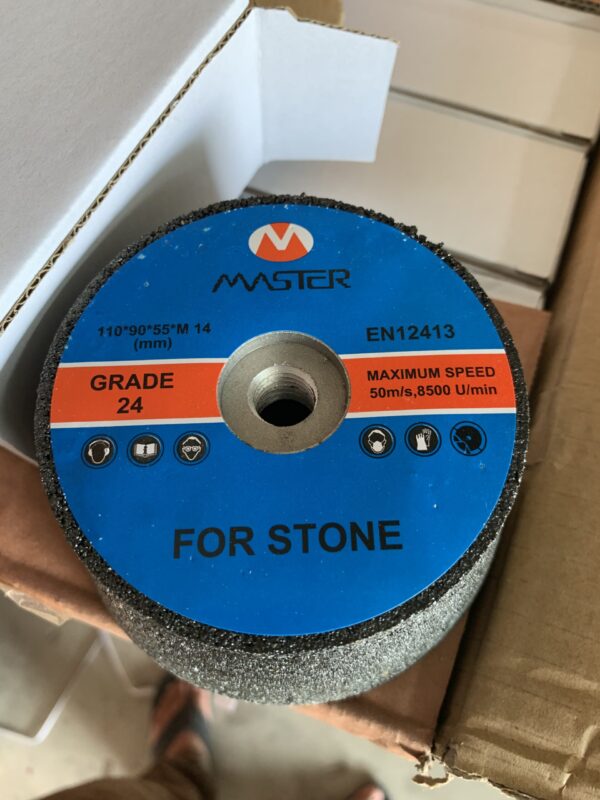 M
MASTER
110*90*55*M 14
(mm)
EN12413
GRADE
24
MAXIMUM SPEED
50m/s,8500 U/min
FOR STONE